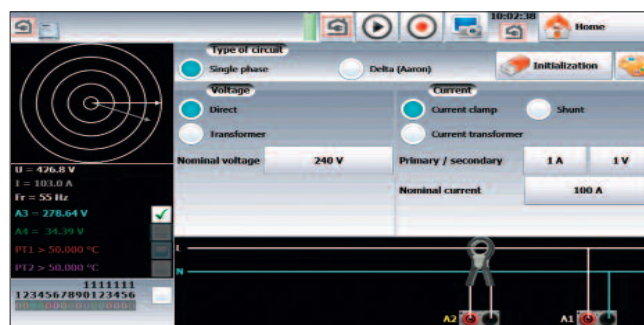 10:02:38
Home
Type of circuit
Single phase
Delta (Aaron)
Initialization
Voltage
Current
Direct
Current clamp
Shunt
Transformer
Current transformer
Nominal voltage
240 V
Primary / secondary
1 A
1 V
Nominal current
100 A
U = 426.8 V
I = 103.0 A
Fr = 55 Hz
A3 = 278.64 V
A4 = 34.39 V
PT1 > 50.000 °C
PT2 > 50.000 °C
1111111
1234567890123456
L
N
A2
A1